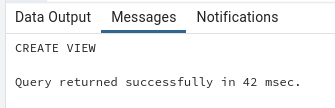 Data Output Messages Notifications
CREATE VIEW
Query returned successfully in 42 msec.